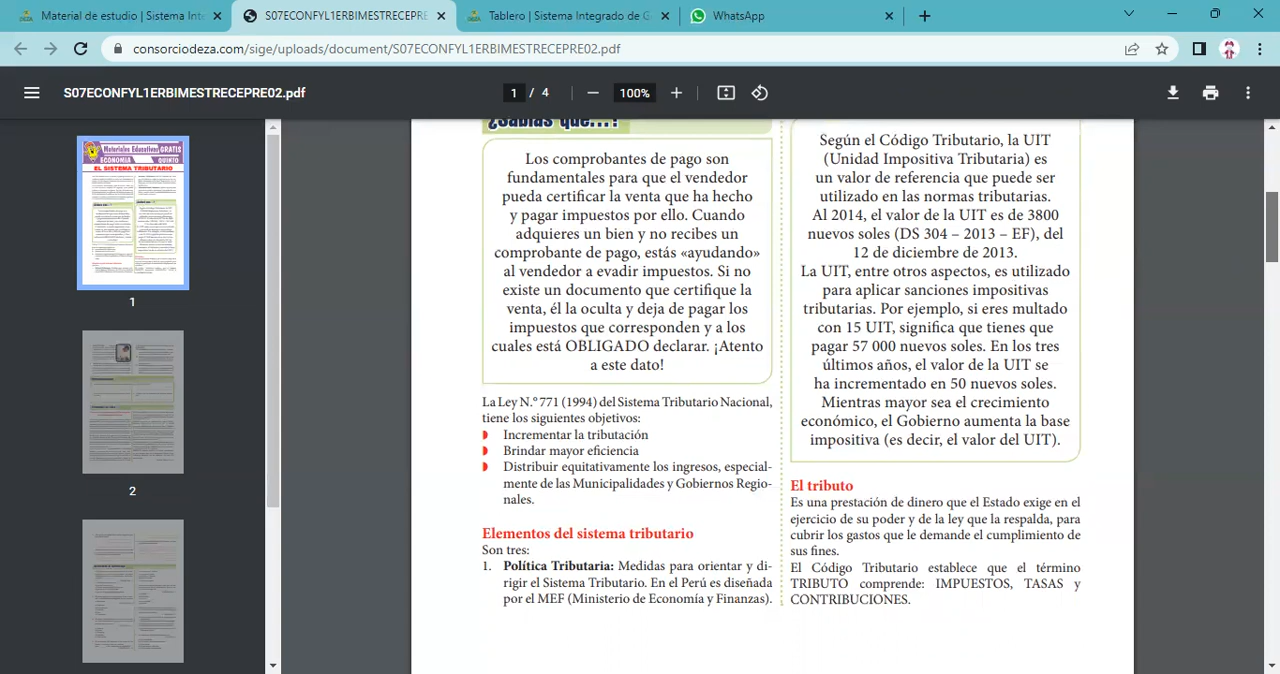 Material de estudio | Sistema Inte
S07ECONFYL1ERBIMESTRECEPRE
Tablero | Sistema Integrado de G
WhatsApp
consorciodeza.com/sige/uploads/document/S07ECONFYL1ERBIMESTRECEPRE02.pdf
S07ECONFYL1ERBIMESTRECEPRE02.pdf
1 / 4
100%
Materiales Educativos GRATIS
ECONOMIA QUINTO
EL SISTEMA TRIBUTARIO
1
2
¿Sabías que...?
Los comprobantes de pago son
fundamentales para que el vendedor
pueda certificar la venta que ha hecho
y pagar impuestos por ello. Cuando
adquieres un bien y no recibes un
comprobante de pago, estás «ayudando»
al vendedor a evadir impuestos. Si no
existe un documento que certifique la
venta, él la oculta y deja de pagar los
impuestos que corresponden y a los
cuales está OBLIGADO declarar. ¡Atento
a este dato!
La Ley N.° 771 (1994) del Sistema Tributario Nacional,
tiene los siguientes objetivos:
Incrementar la tributación
Brindar mayor eficiencia
Distribuir equitativamente los ingresos, especial-
mente de las Municipalidades y Gobiernos Regio-
nales.
Elementos del sistema tributario
Son tres:
1. Política Tributaria: Medidas para orientar y di-
rigir el Sistema Tributario. En el Perú es diseñada
por el MEF (Ministerio de Economía y Finanzas).
Según el Código Tributario, la UIT
(Unidad Impositiva Tributaria) es
un valor de referencia que puede ser
utilizado en las normas tributarias.
Al 2014, el valor de la UIT es de 3800
nuevos soles (DS 304 – 2013 – EF), del
12 de diciembre de 2013.
La UIT, entre otros aspectos, es utilizado
para aplicar sanciones impositivas
tributarias. Por ejemplo, si eres multado
con 15 UIT, significa que tienes que
pagar 57 000 nuevos soles. En los tres
últimos años, el valor de la UIT se
ha incrementado en 50 nuevos soles.
Mientras mayor sea el crecimiento
económico, el Gobierno aumenta la base
impositiva (es decir, el valor del UIT).
El tributo
Es una prestación de dinero que el Estado exige en el
ejercicio de su poder y de la ley que la respalda, para
cubrir los gastos que le demande el cumplimiento de
sus fines.
El Código Tributario establece que el término
TRIBUTO comprende: IMPUESTOS, TASAS y
CONTRIBUCIONES.